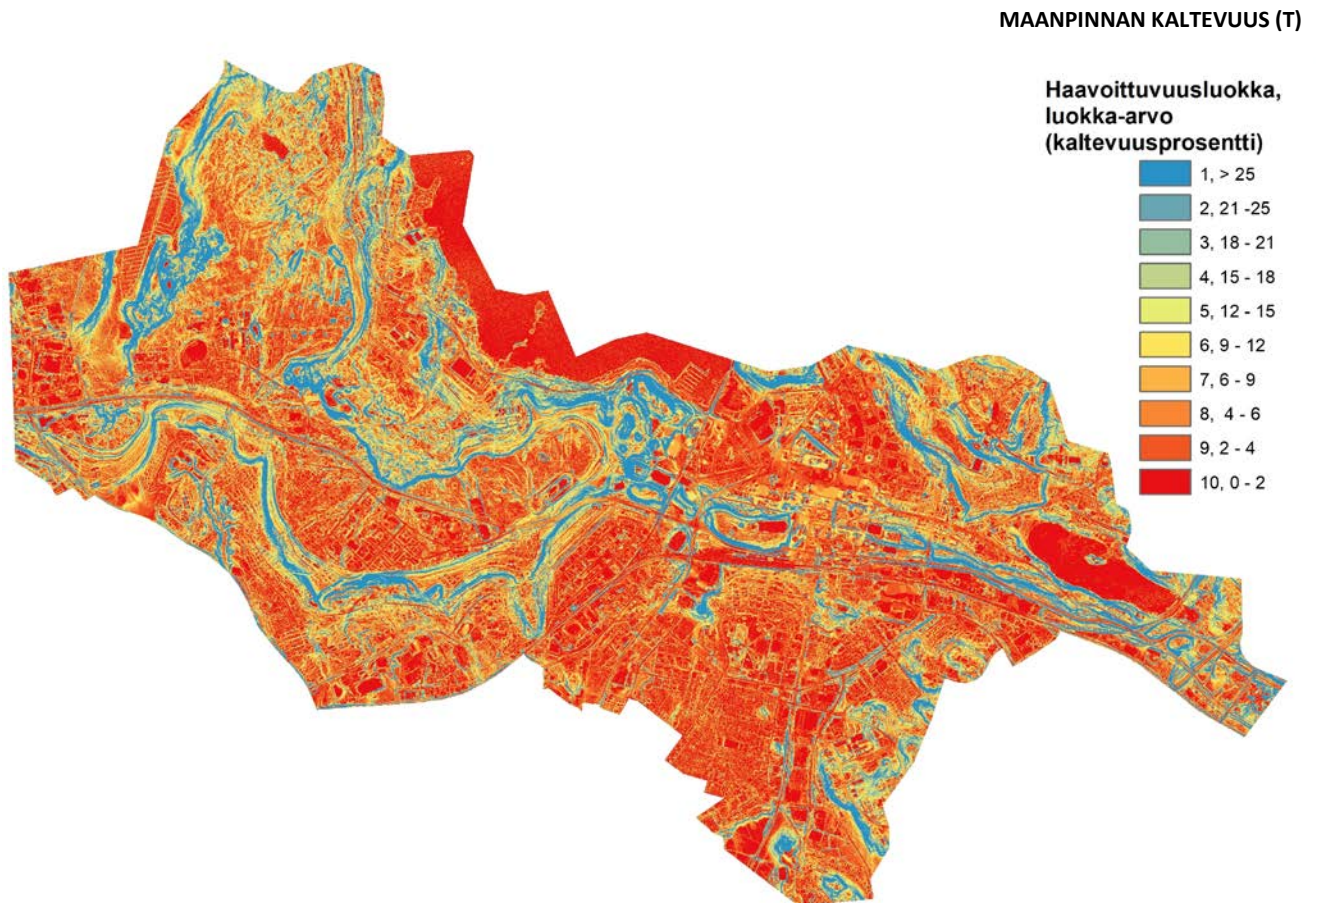 MAANPINNAN KALTEVUUS (T)
Haavoittuvuusluokka,
luokka-arvo
(kaltevuusprosentti)
1, > 25
2, 21 -25
3, 18 - 21
4, 15 - 18
5, 12 - 15
6, 9 - 12
7, 6 - 9
8, 4 - 6
9, 2 - 4
10, 0 - 2